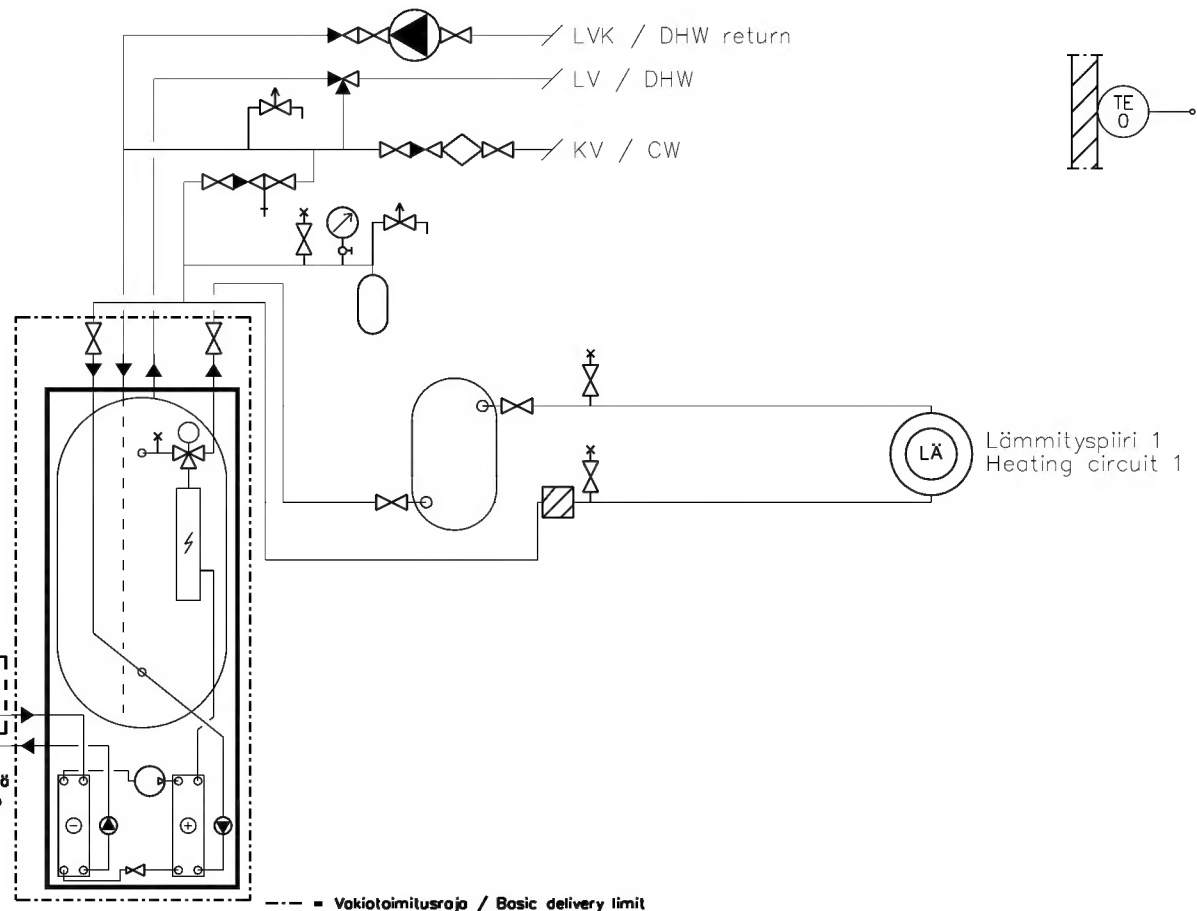 LVK / DHW return
LV / DHW
TE
0
KV / CW
LÄ
Lämmityspiiri 1
Heating circuit 1
ä
-
+
--- = Vakiotoimitusraja / Basic delivery limit